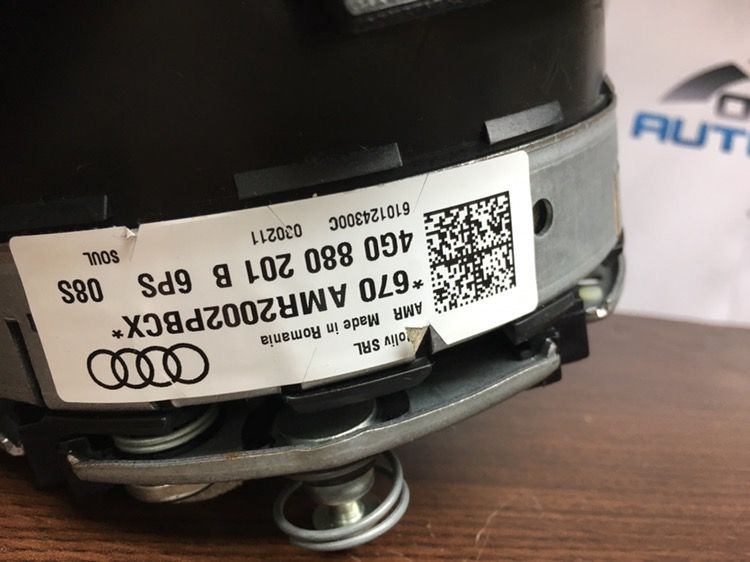 oliv SRL
AMR Made in Romania
*670 AMR2002PBCX*
4G0 880 201 B 6PS 08S
610124300C 030211 SOUL
AUT